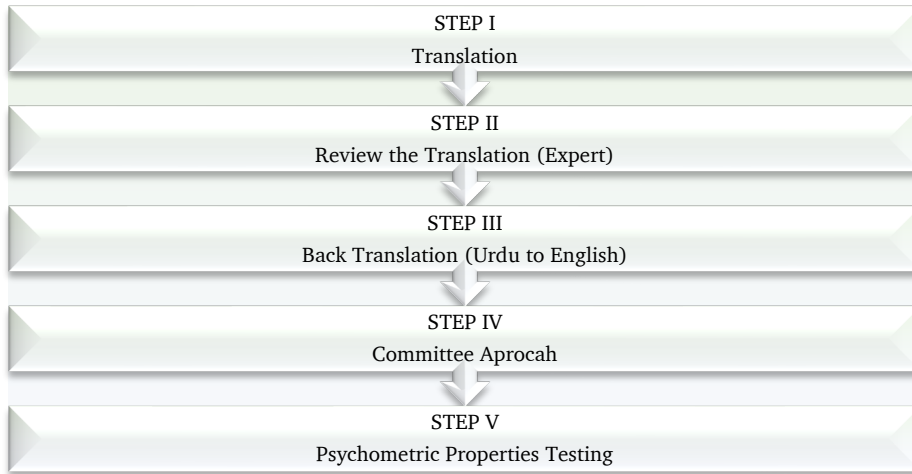 STEP I
Translation
STEP II
Review the Translation (Expert)
STEP III
Back Translation (Urdu to English)
STEP IV
Committee Aprocah
STEP V
Psychometric Properties Testing